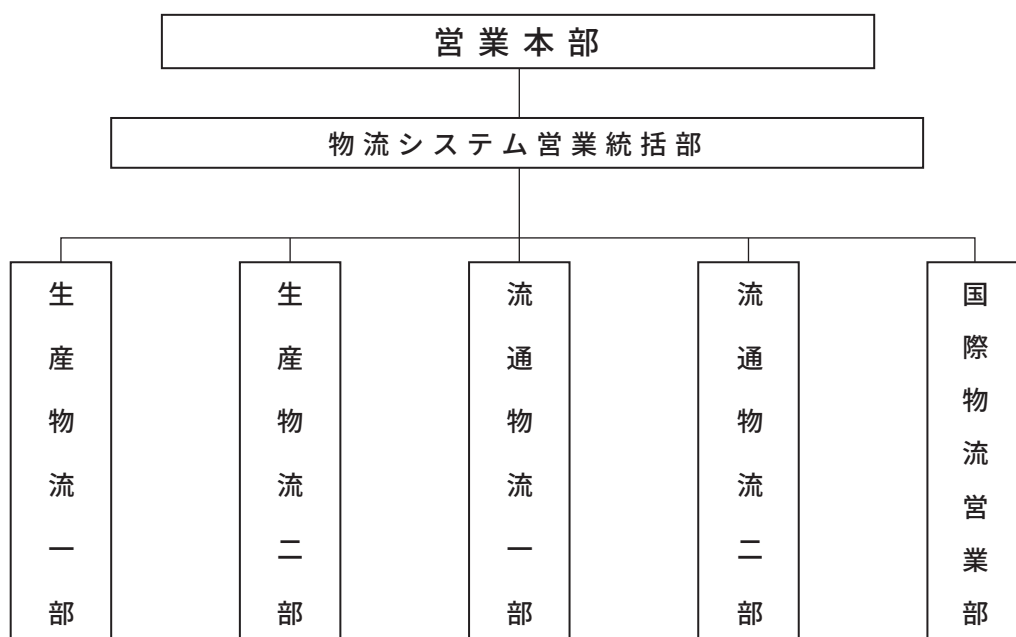 営業本部
物流システム営業統括部
生産物流一部
生産物流二部
流通物流一部
流通物流二部
国際物流営業部